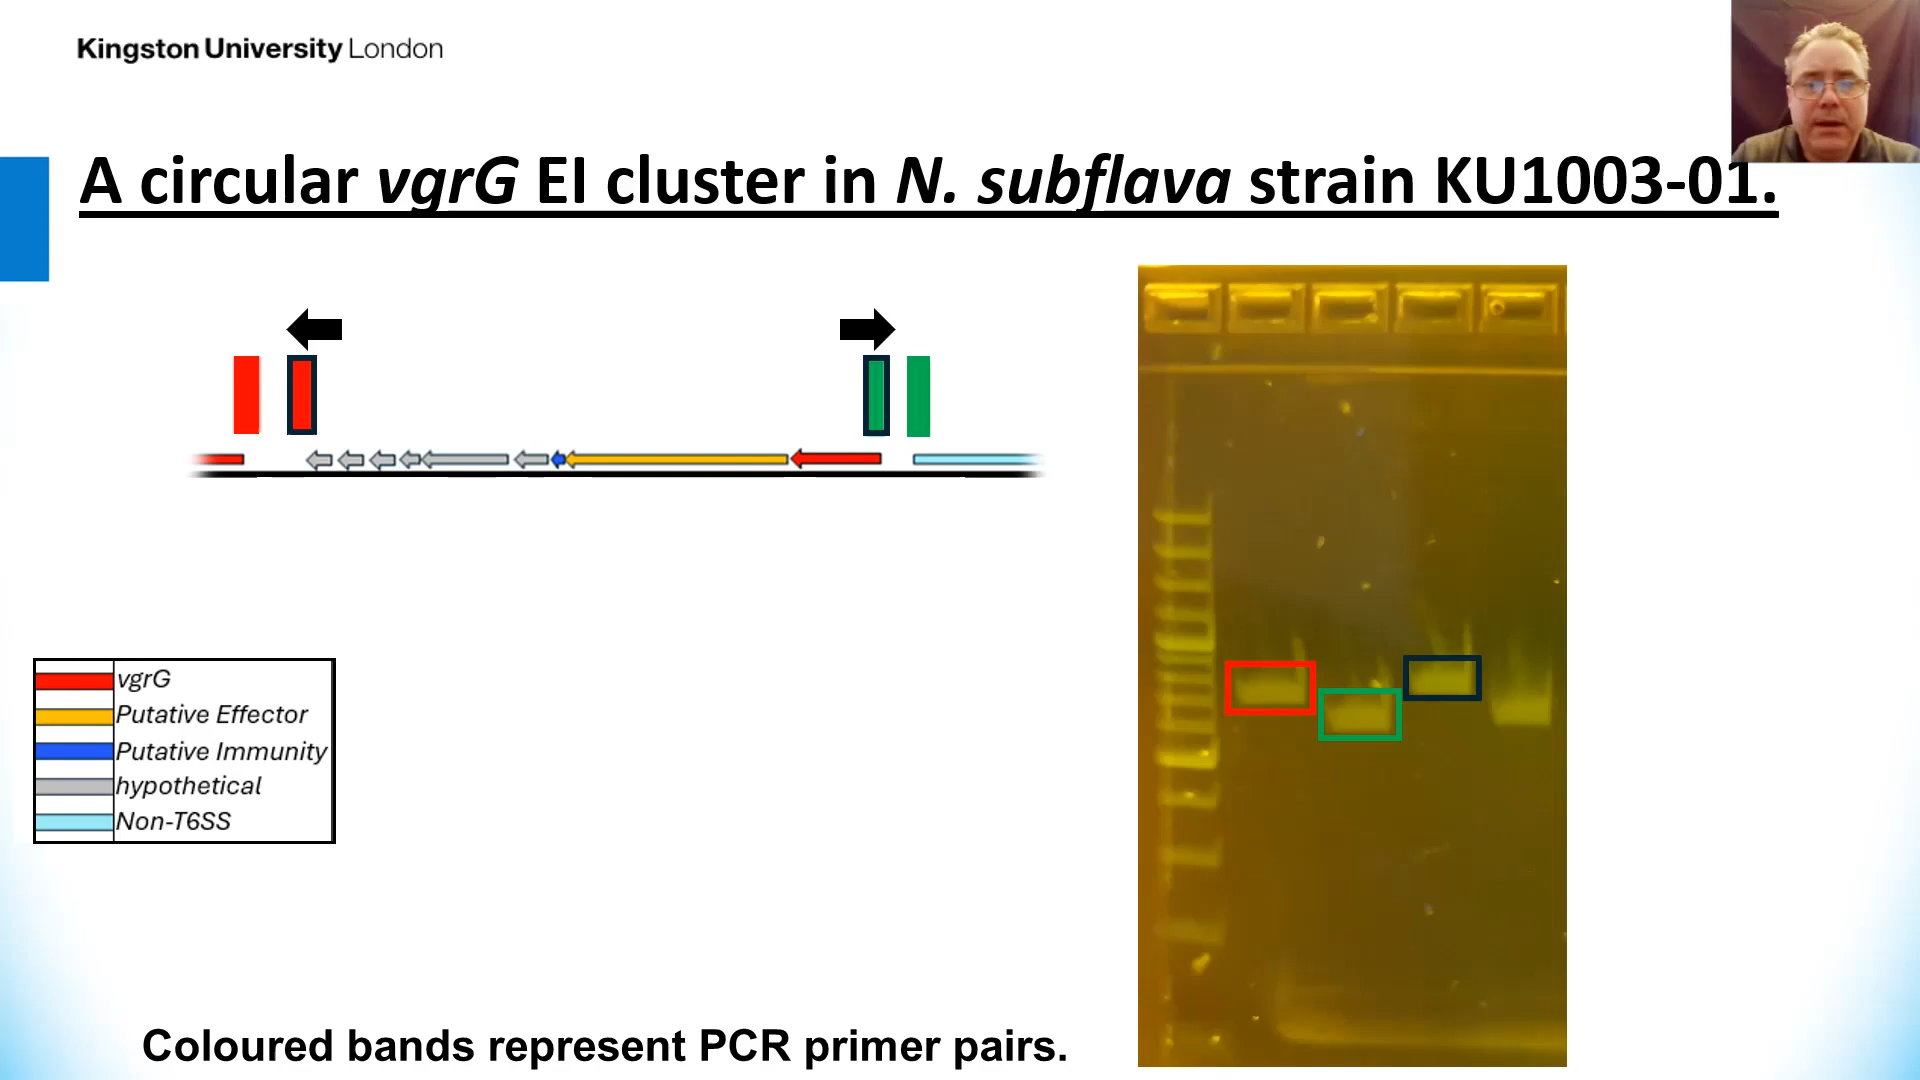 Kingston University London
A circular vgrG EI cluster in N. subflava strain KU1003-01.
vgrG
Putative Effector
Putative Immunity
hypothetical
Non-T6SS
Coloured bands represent PCR primer pairs.